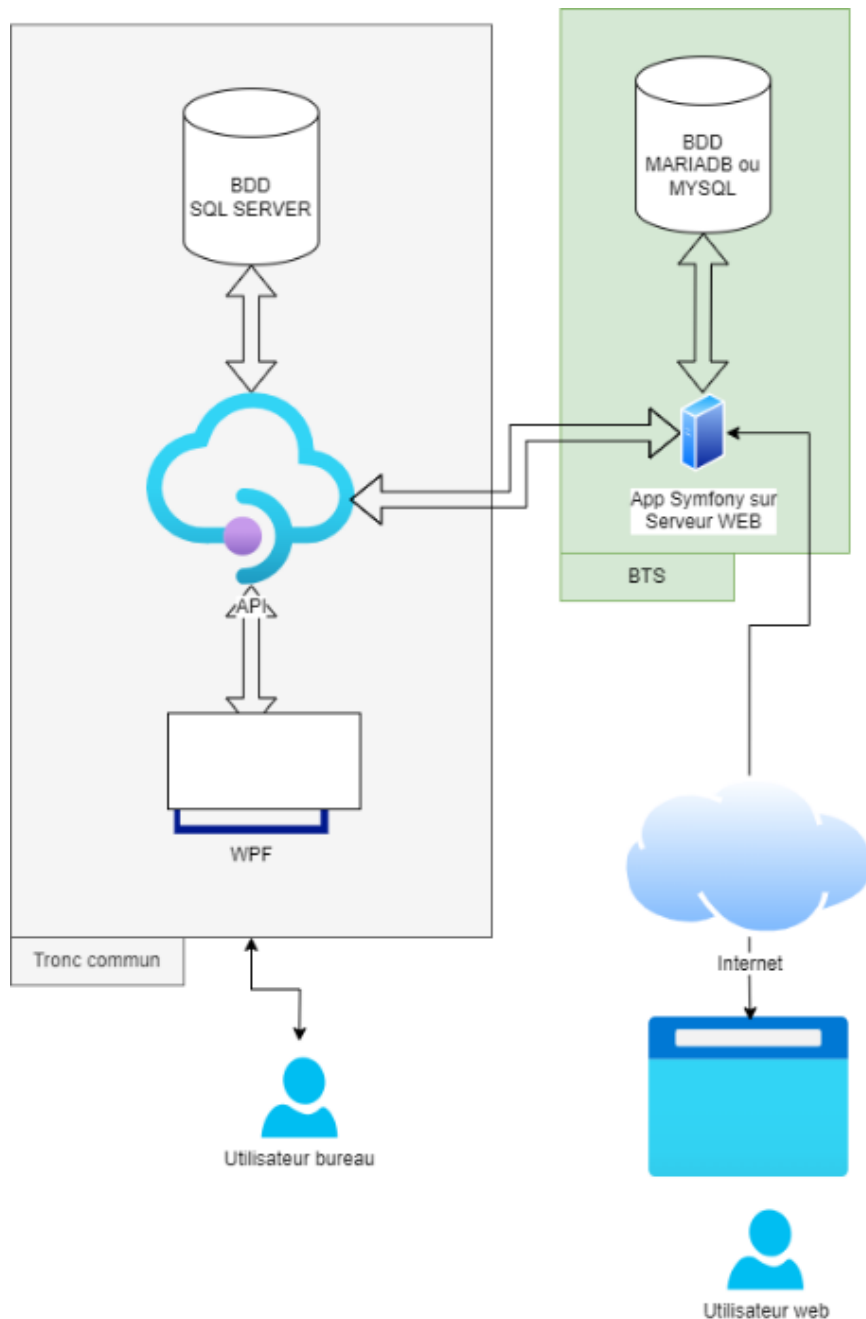 BDD
SQL SERVER
BDD
MARIADB ou
MYSQL
App Symfony sur
Serveur WEB
BTS
API
WPF
Tronc commun
Internet
Utilisateur bureau
Utilisateur web